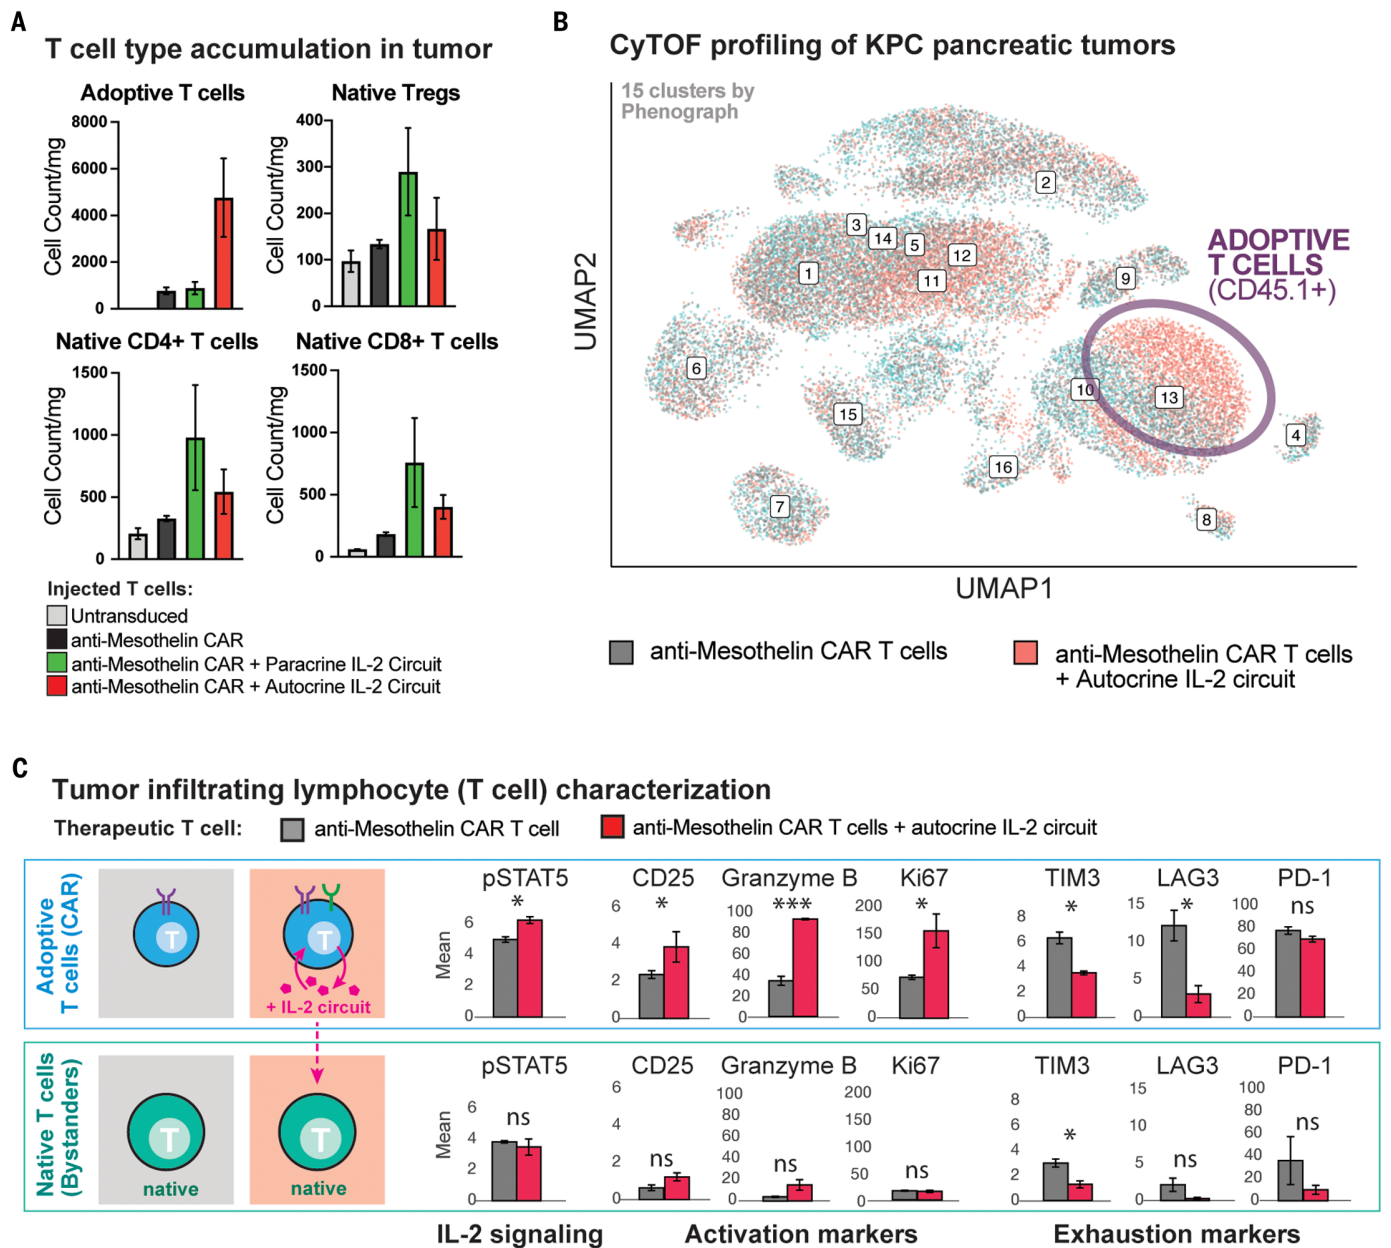 A
T cell type accumulation in tumor
Adoptive T cells
Cell Count/mg
8000
6000
4000
2000
0
Native Tregs
Cell Count/mg
400
300
200
100
0
Native CD4+ T cells
Cell Count/mg
1500
1000
500
0
Native CD8+ T cells
Cell Count/mg
1500
1000
500
0
Injected T cells:
Untransduced
anti-Mesothelin CAR
anti-Mesothelin CAR + Paracrine IL-2 Circuit
anti-Mesothelin CAR + Autocrine IL-2 Circuit
B
CyTOF profiling of KPC pancreatic tumors
15 clusters by
Phenograph
UMAP2
2
3
14
5
12
1
11
9
ADOPTIVE
T CELLS
(CD45.1+)
6
10
13
15
4
16
7
8
UMAP1
anti-Mesothelin CAR T cells
anti-Mesothelin CAR T cells
+ Autocrine IL-2 circuit
C
Tumor infiltrating lymphocyte (T cell) characterization
Therapeutic T cell:
anti-Mesothelin CAR T cell
anti-Mesothelin CAR T cells + autocrine IL-2 circuit
Adoptive
T cells (CAR)
T
T
+ IL-2 circuit
pSTAT5
*
Mean
6
4
2
0
CD25
*
6
4
2
0
Granzyme B
***
100
80
60
40
20
0
Ki67
*
200
150
100
50
0
TIM3
*
8
6
4
2
0
LAG3
*
15
10
5
0
PD-1
ns
100
80
60
40
20
0
Native T cells
(Bystanders)
T
native
T
native
pSTAT5
ns
Mean
6
4
2
0
CD25
ns
6
4
2
0
Granzyme B
ns
100
80
60
40
20
0
Ki67
ns
200
150
100
50
0
TIM3
*
8
6
4
2
0
LAG3
ns
15
10
5
0
PD-1
ns
100
80
60
40
20
0
IL-2 signaling
Activation markers
Exhaustion markers